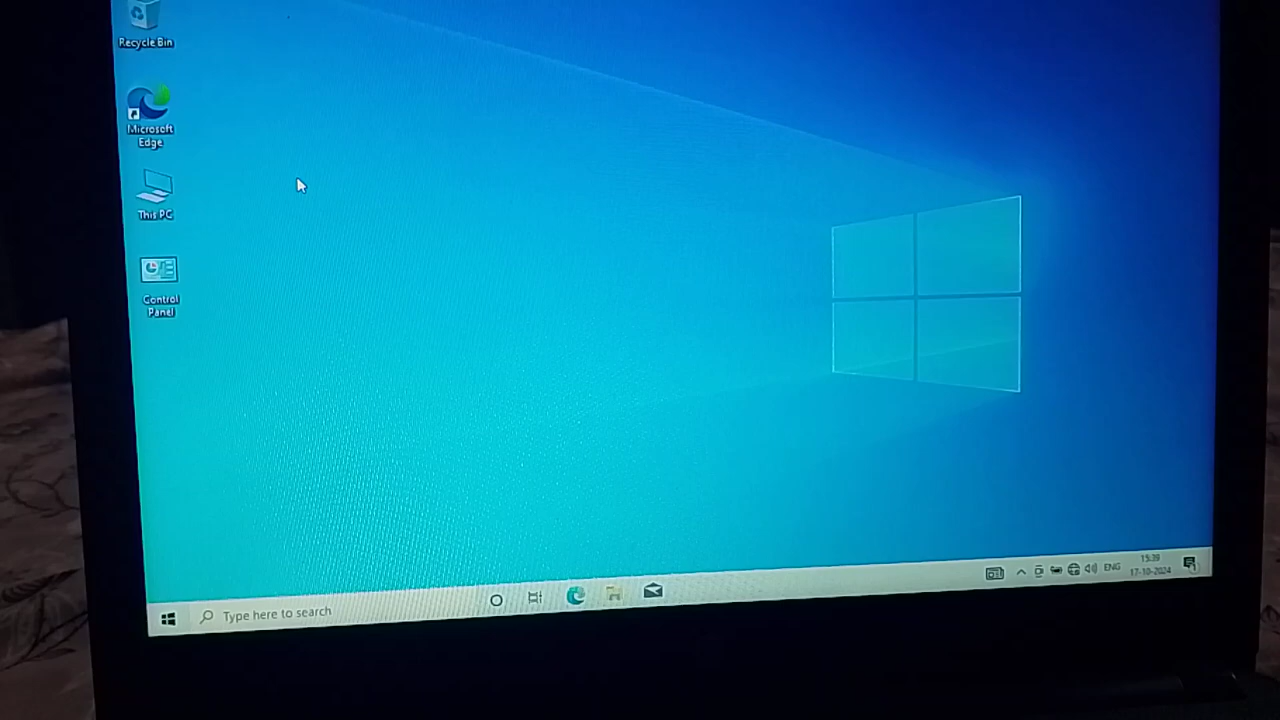 Recycle Bin
Microsoft
Edge
This PC
Control
Panel
Type here to search
ENG
15:39
17-10-2024